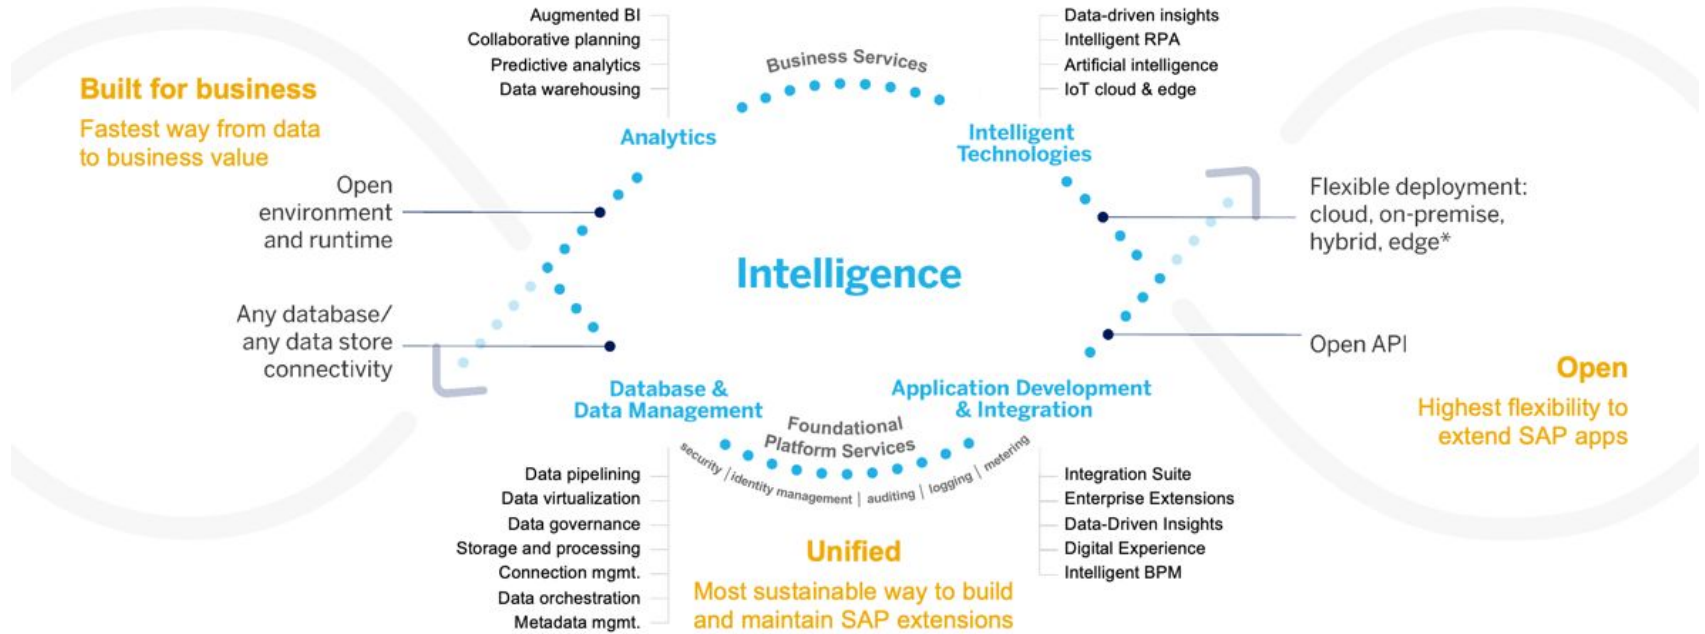 Augmented BI
Collaborative planning
Predictive analytics
Data warehousing
Data-driven insights
Intelligent RPA
Artificial intelligence
IoT cloud & edge
Business Services
Built for business
Fastest way from data
to business value
Analytics
Intelligent
Technologies
Open
environment
and runtime
Flexible deployment:
cloud, on-premise,
hybrid, edge*
Intelligence
Any database/
any data store
connectivity
Open API
Open
Highest flexibility to
extend SAP apps
Database &
Data Management
Application Development
& Integration
Foundational
Platform Services
security | identity management | auditing | logging | metering
Data pipelining
Data virtualization
Data governance
Storage and processing
Connection mgmt.
Data orchestration
Metadata mgmt.
Integration Suite
Enterprise Extensions
Data-Driven Insights
Digital Experience
Intelligent BPM
Unified
Most sustainable way to build
and maintain SAP extensions